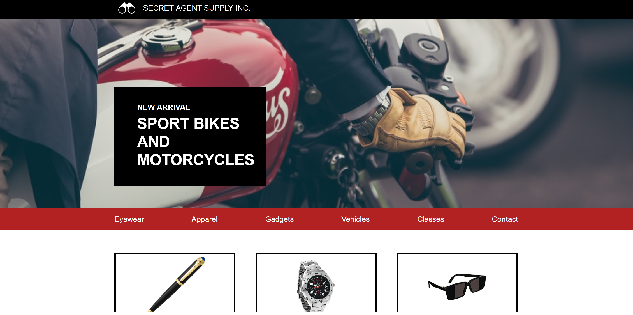 SECRET AGENT SUPPLY INC.
NEW ARRIVAL
SPORT BIKES
AND
MOTORCYCLES
Eyewear Apparel Gadgets Vehicles Classes Contact